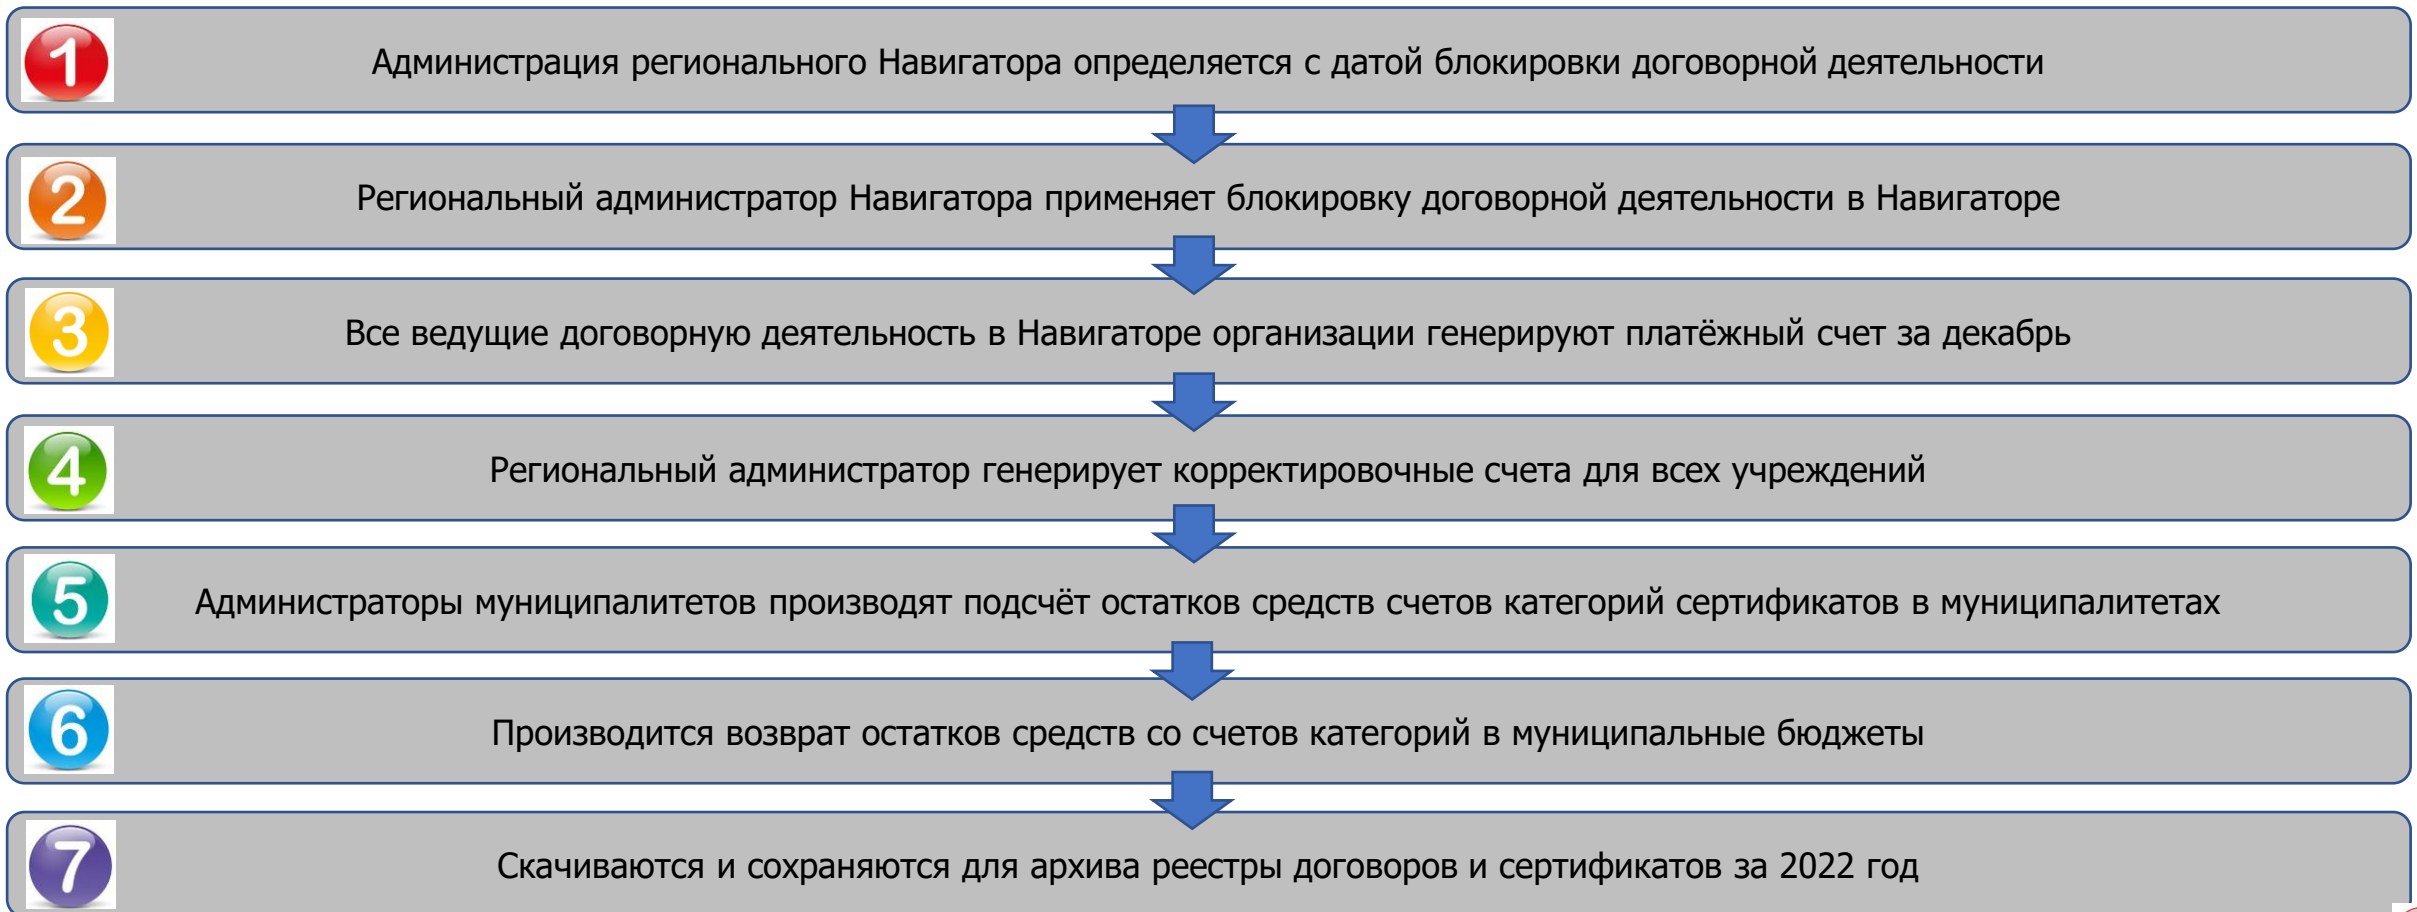 1
Администрация регионального Навигатора определяется с датой блокировки договорной деятельности
2
Региональный администратор Навигатора применяет блокировку договорной деятельности в Навигаторе
3
Все ведущие договорную деятельность в Навигаторе организации генерируют платёжный счет за декабрь
4
Региональный администратор генерирует корректировочные счета для всех учреждений
5
Администраторы муниципалитетов производят подсчёт остатков средств счетов категорий сертификатов в муниципалитетах
6
Производится возврат остатков средств со счетов категорий в муниципальные бюджеты
7
Скачиваются и сохраняются для архива реестры договоров и сертификатов за 2022 год